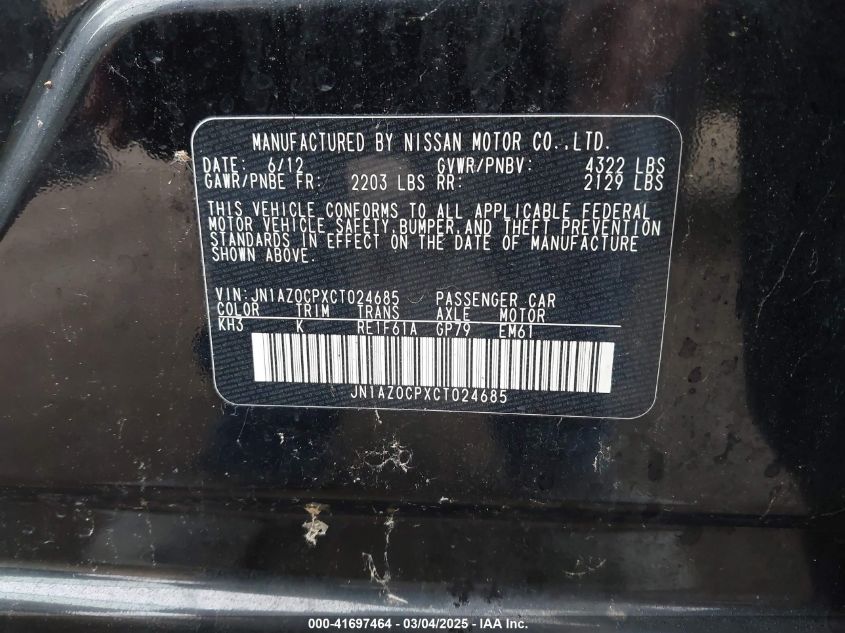 MANUFACTURED BY NISSAN MOTOR CO.,LTD.
DATE: 6/12 GVWR/PNBV: 4322 LBS
GAWR/PNBE FR: 2203 LBS RR: 2129 LBS
THIS VEHICLE CONFORMS TO ALL APPLICABLE FEDERAL
MOTOR VEHICLE SAFETY,BUMPER,AND THEFT PREVENTION
STANDARDS IN EFFECT ON THE DATE OF MANUFACTURE
SHOWN ABOVE.
VIN:JN1AZ0CPXCT024685 PASSENGER CAR
COLOR TRIM TRANS AXLE MOTOR
KH3 K RE1F61A GP79 EM61
JN1AZ0CPXCT024685
000-41697464 — 03/04/2025 — IAA Inc.